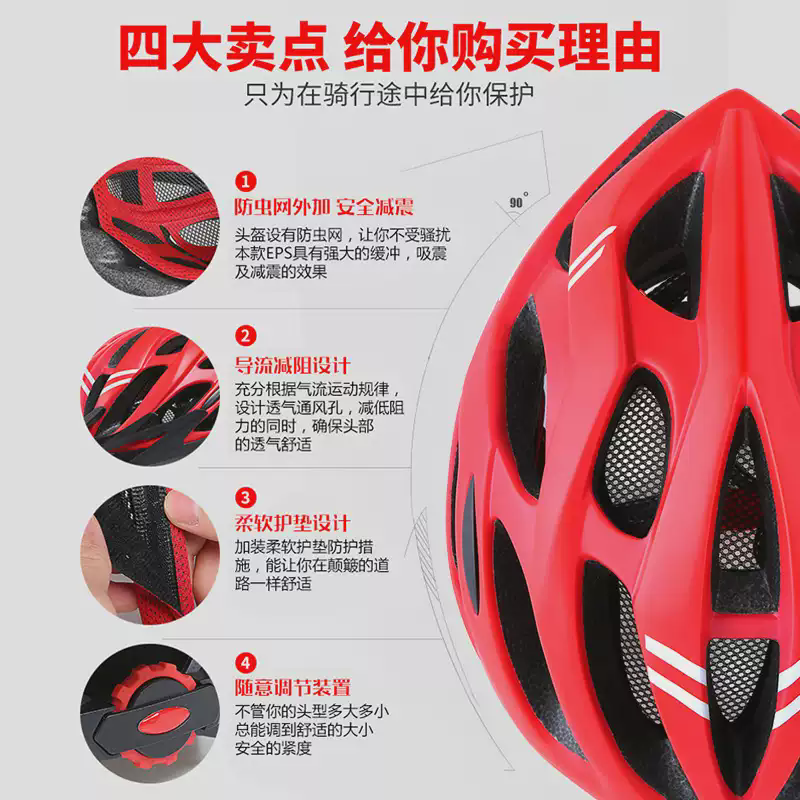 四大卖点 给你购买理由
只为在骑行途中给你保护
90°
1
防虫网外加 安全减震
头盔设有防虫网，让你不受骚扰
本款EPS具有强大的缓冲，吸震
及减震的效果
2
导流减阻设计
充分根据气流运动规律，
设计透气通风孔，减低阻
力的同时，确保头部
的透气舒适
3
柔软护垫设计
加装柔软护垫防护措
施，能让你在颠簸的道
路一样舒适
4
随意调节装置
不管你的头型多大多小
总能调到舒适的大小
安全的紧度